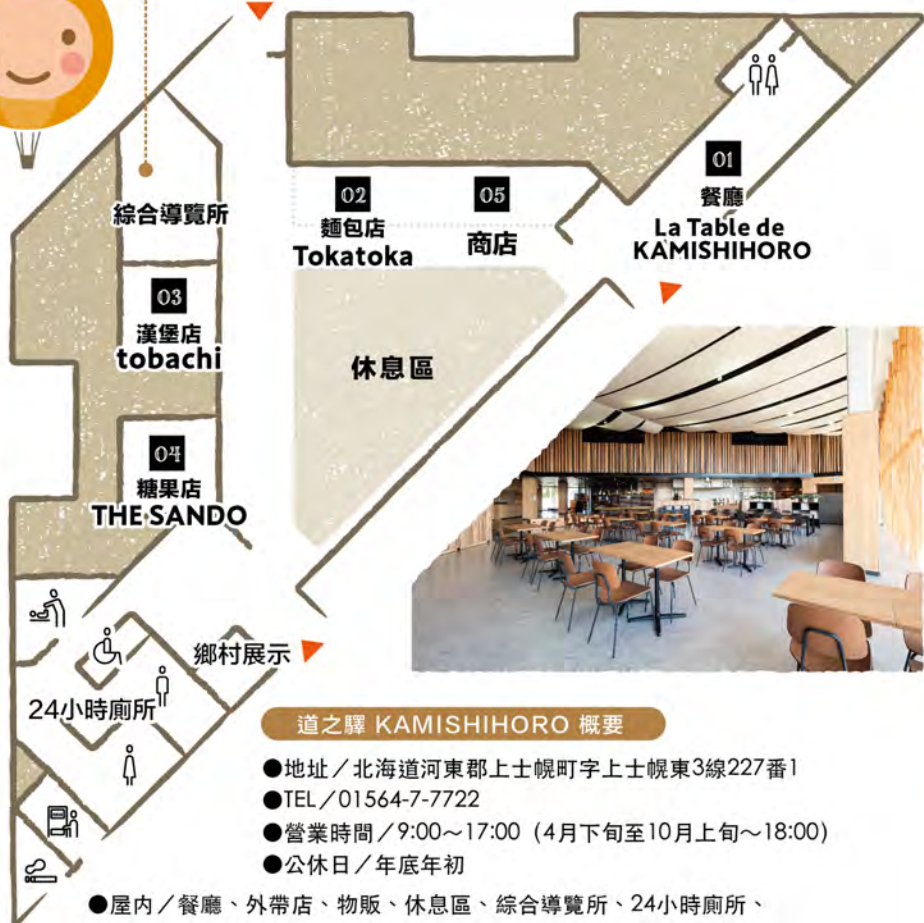 01
餐廳
La Table de
KAMISHIHORO
02
麵包店
Tokatoka
05
商店
綜合導覽所
03
漢堡店
tobachi
休息區
04
糖果店
THE SANDO
鄉村展示
24小時廁所
道之驛 KAMISHIHORO 概要
●地址／北海道河東郡上士幌町字上士幌東3線227番1
●TEL／01564-7-7722
●營業時間／9:00～17:00 (4月下旬至10月上旬～18:00)
●公休日／年底年初
●屋内／餐廳、外帶店、物販、休息區、綜合導覽所、24小時廁所、